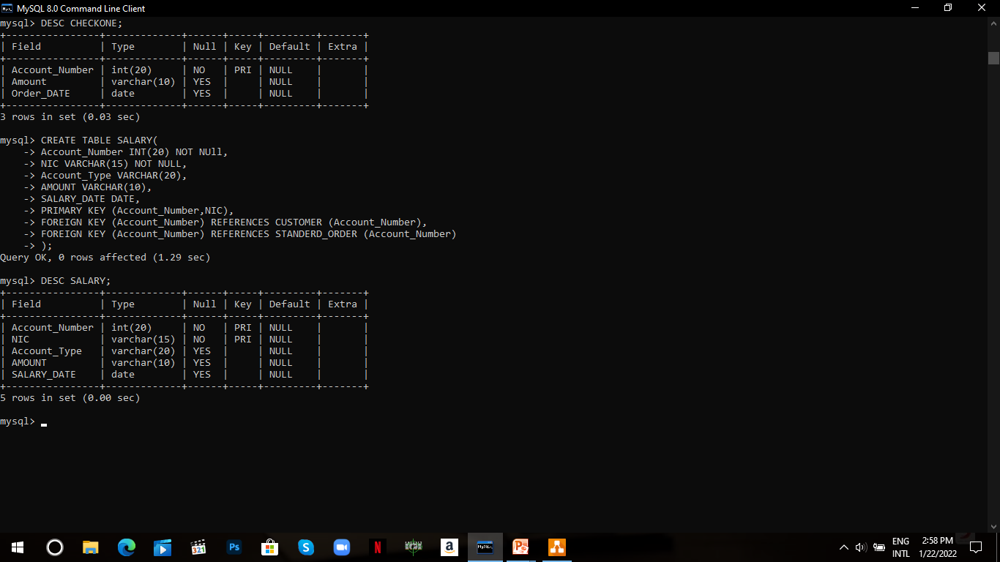 MySQL 8.0 Command Line Client
mysql> DESC CHECKONE;
+----------------+-------------+------+-----+---------+-------+
| Field          | Type        | Null | Key | Default | Extra |
+----------------+-------------+------+-----+---------+-------+
| Account_Number | int(20)     | NO   | PRI | NULL    |       |
| Amount         | varchar(10) | YES  |     | NULL    |       |
| Order_DATE     | date        | YES  |     | NULL    |       |
+----------------+-------------+------+-----+---------+-------+
3 rows in set (0.03 sec)
mysql> CREATE TABLE SALARY(
    -> Account_Number INT(20) NOT NUll,
    -> NIC VARCHAR(15) NOT NULL,
    -> Account_Type VARCHAR(20),
    -> AMOUNT VARCHAR(10),
    -> SALARY_DATE DATE,
    -> PRIMARY KEY (Account_Number,NIC),
    -> FOREIGN KEY (Account_Number) REFERENCES CUSTOMER (Account_Number),
    -> FOREIGN KEY (Account_Number) REFERENCES STANDERD_ORDER (Account_Number)
    -> );
Query OK, 0 rows affected (1.29 sec)
mysql> DESC SALARY;
+----------------+-------------+------+-----+---------+-------+
| Field          | Type        | Null | Key | Default | Extra |
+----------------+-------------+------+-----+---------+-------+
| Account_Number | int(20)     | NO   | PRI | NULL    |       |
| NIC            | varchar(15) | NO   | PRI | NULL    |       |
| Account_Type   | varchar(20) | YES  |     | NULL    |       |
| AMOUNT         | varchar(10) | YES  |     | NULL    |       |
| SALARY_DATE    | date        | YES  |     | NULL    |       |
+----------------+-------------+------+-----+---------+-------+
5 rows in set (0.00 sec)
mysql>
321
Ps
S
N
a
MySQL
P
ENG
INTL
2:58 PM
1/22/2022